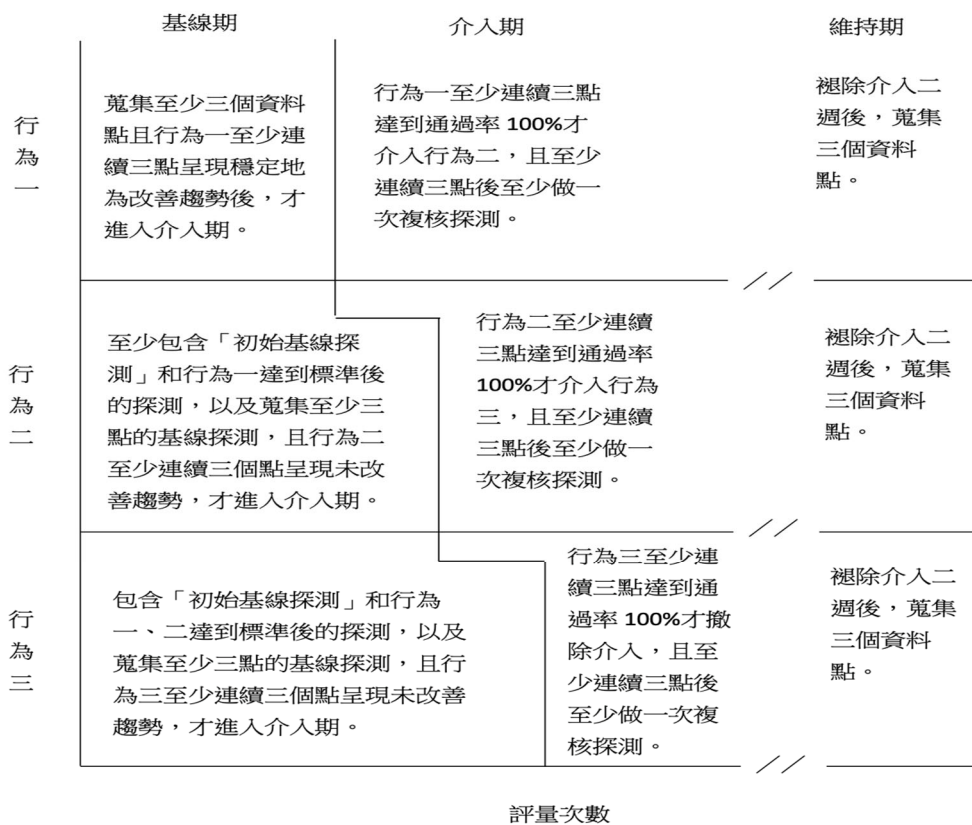 基線期
介入期
維持期
行
為
一
蒐集至少三個資料
點且行為一至少連
續三點呈現穩定地
為改善趨勢後，才
進入介入期。
行為一至少連續三點
達到通過率 100%才
介入行為二，且至少
連續三點後至少做一
次複核探測。
褪除介入二
週後，蒐集
三個資料
點。
行
為
二
至少包含「初始基線探
測」和行為一達到標準後
的探測，以及蒐集至少三
點的基線探測，且行為二
至少連續三個點呈現未改
善趨勢，才進入介入期。
行為二至少連續
三點達到通過率
100%才介入行為
三，且至少連續
三點後至少做一
次複核探測。
褪除介入二
週後，蒐集
三個資料
點。
行
為
三
包含「初始基線探測」和行為
一、二達到標準後的探測，以及
蒐集至少三點的基線探測，且行
為三至少連續三個點呈現未改善
趨勢，才進入介入期。
行為三至少連
續三點達到通
過率 100%才撤
除介入，且至
少連續三點後
至少做一次複
核探測。
褪除介入二
週後，蒐集
三個資料
點。
評量次數